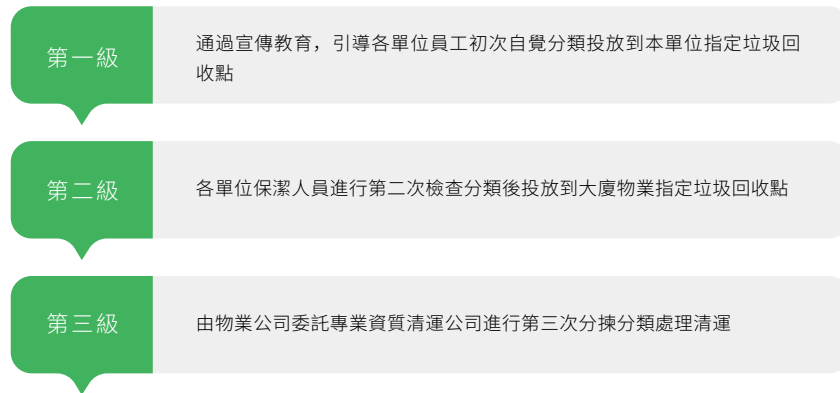 第一級
通過宣傳教育，引導各單位員工初次自覺分類投放到本單位指定垃圾回
收點
第二級
各單位保潔人員進行第二次檢查分類後投放到大廈物業指定垃圾回收點
第三級
由物業公司委託專業資質清運公司進行第三次分揀分類處理清運